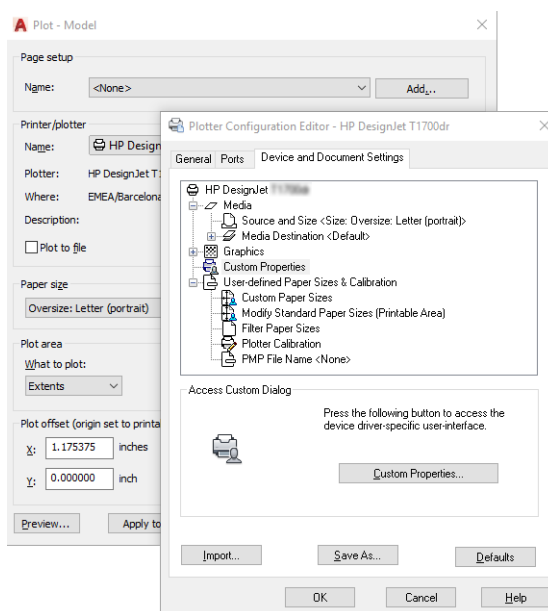 Plot - Model
Page setup
Name:
<None>
Add...
Printer/plotter
Name:
HP Design
Plotter:
HP DesignJet T
Where:
EMEA/Barcelona
Description:
Plot to file
Paper size
Oversize: Letter (portrait)
Plot area
What to plot:
Extents
Plot offset (origin set to printa
X:
1.175375
inches
Y:
0.000000
inch
Preview...
Apply to
Plotter Configuration Editor - HP DesignJet T1700dr
General
Ports
Device and Document Settings
HP DesignJet
Media
Source and Size <Size: Oversize: Letter (portrait)>
Media Destination <Default>
Graphics
Custom Properties
User-defined Paper Sizes & Calibration
Custom Paper Sizes
Modify Standard Paper Sizes (Printable Area)
Filter Paper Sizes
Plotter Calibration
PMP File Name <None>
Access Custom Dialog
Press the following button to access the
device driver-specific user-interface.
Custom Properties...
Import...
Save As...
Defaults
OK
Cancel
Help